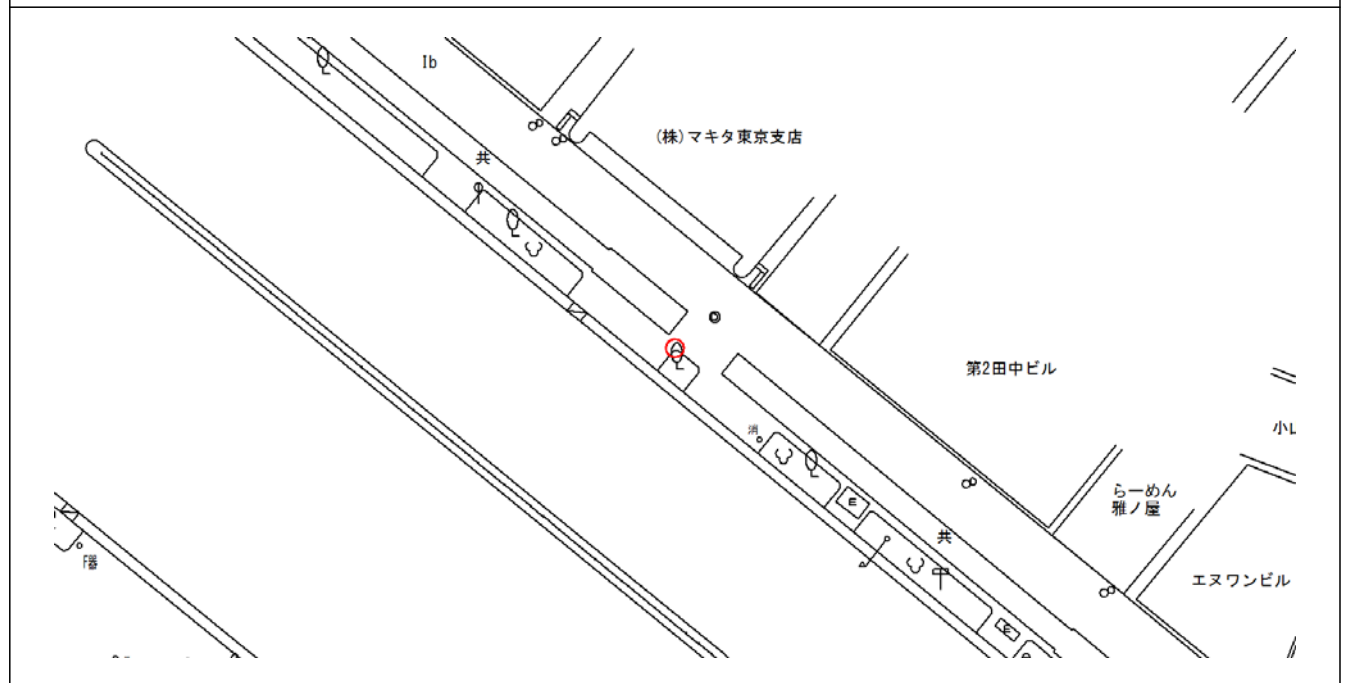 Ib
(株)マキタ東京支店
共
第2田中ビル
消
らーめん
雅ノ屋
共
エヌワンビル